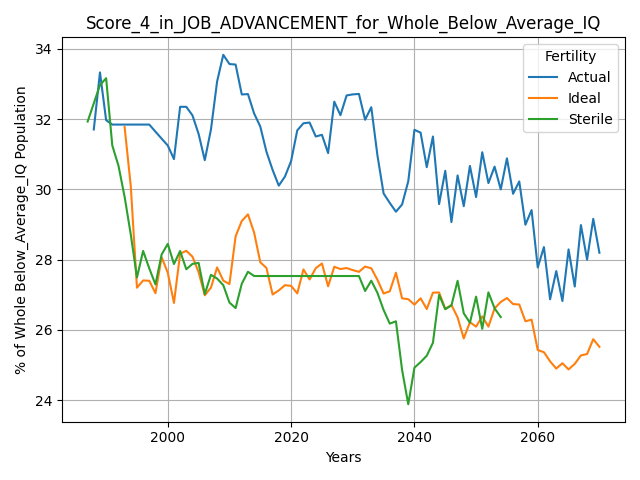 Score_4_in_JOB_ADVANCEMENT_for_Whole_Below_Average_IQ
Fertility
Actual
Ideal
Sterile
% of Whole Below_Average_IQ Population
34
32
30
28
26
24
2000
2020
2040
2060
Years